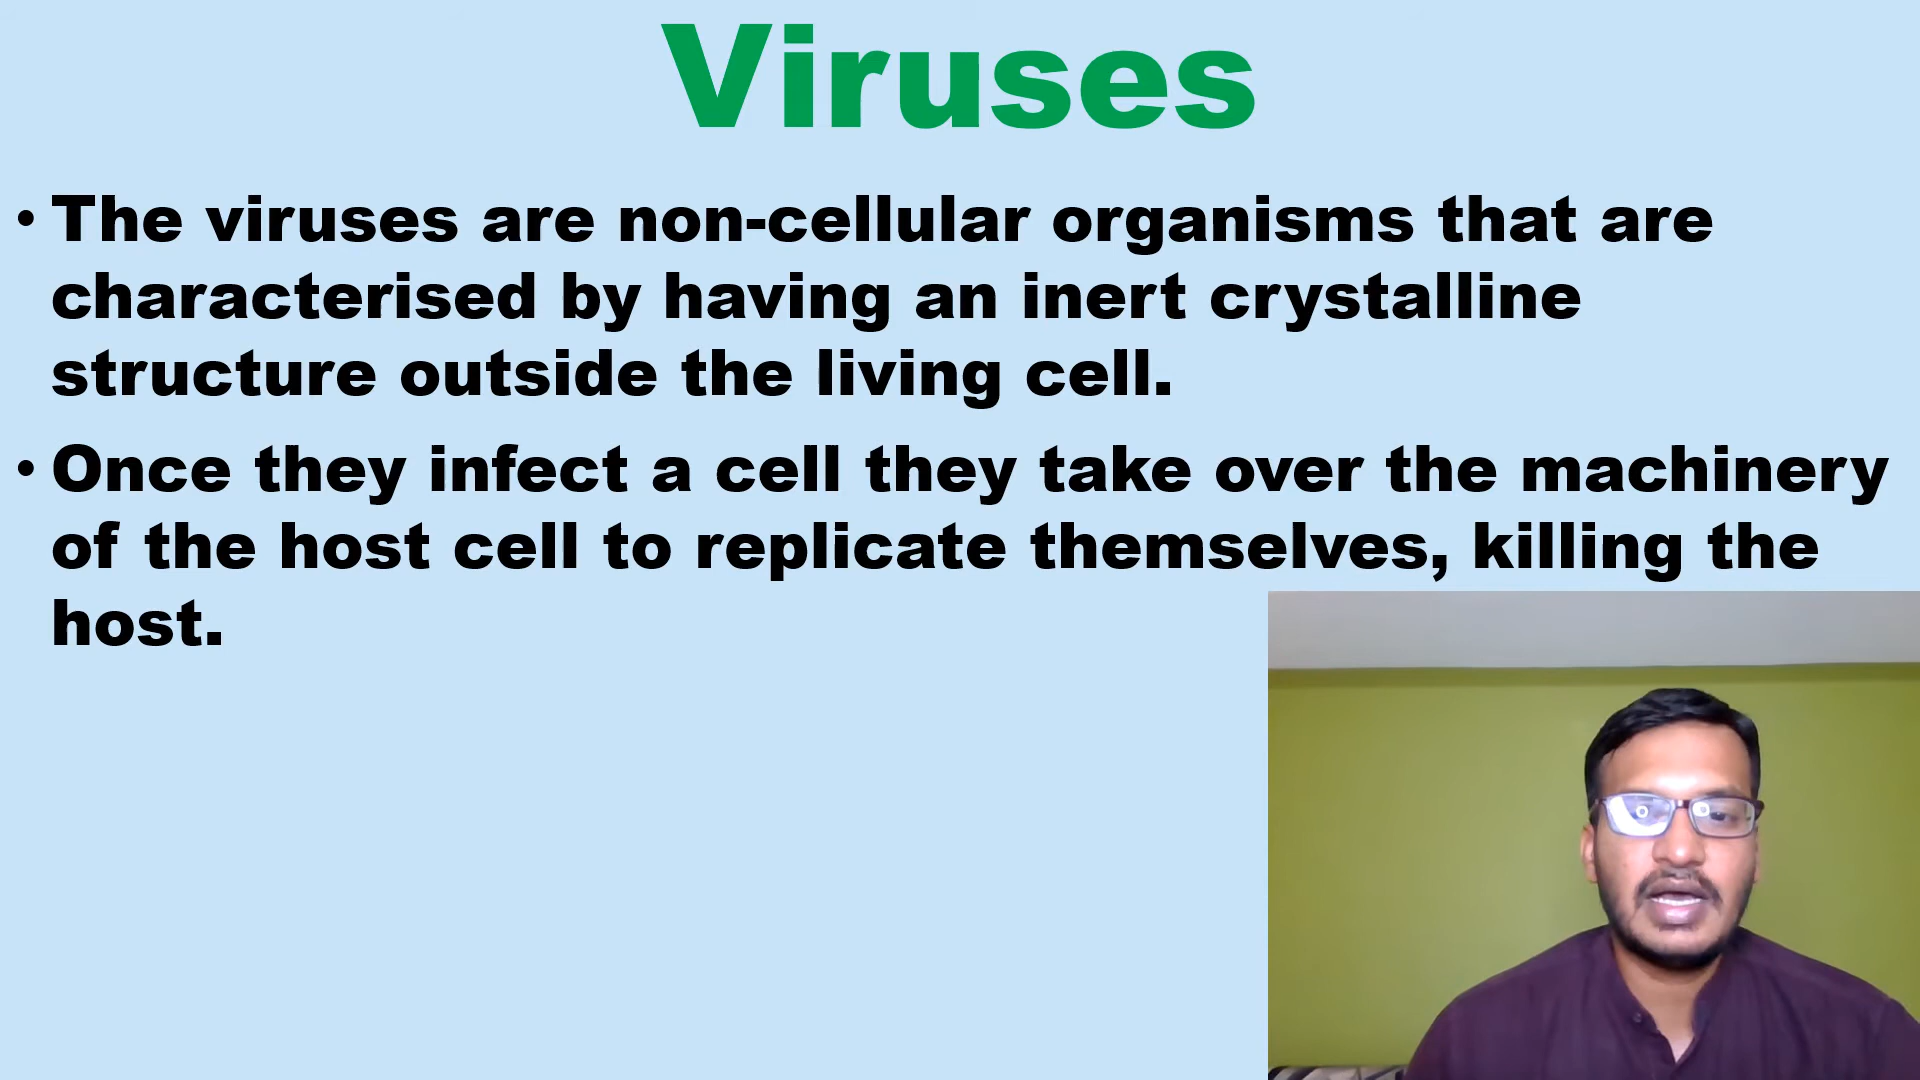 Viruses
• The viruses are non-cellular organisms that are
characterised by having an inert crystalline
structure outside the living cell.
• Once they infect a cell they take over the machinery
of the host cell to replicate themselves, killing the
host.